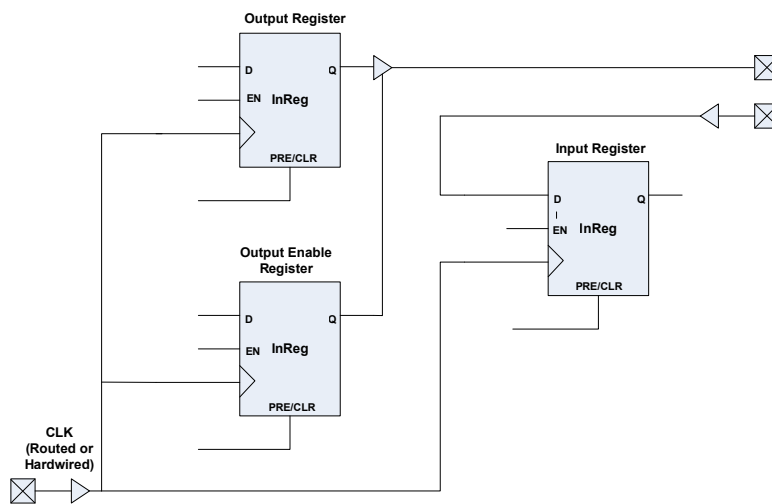 Output Register
D
Q
EN
InReg
PRE/CLR
Input Register
D
Q
EN
InReg
PRE/CLR
Output Enable
Register
D
Q
EN
InReg
PRE/CLR
CLK
(Routed or
Hardwired)